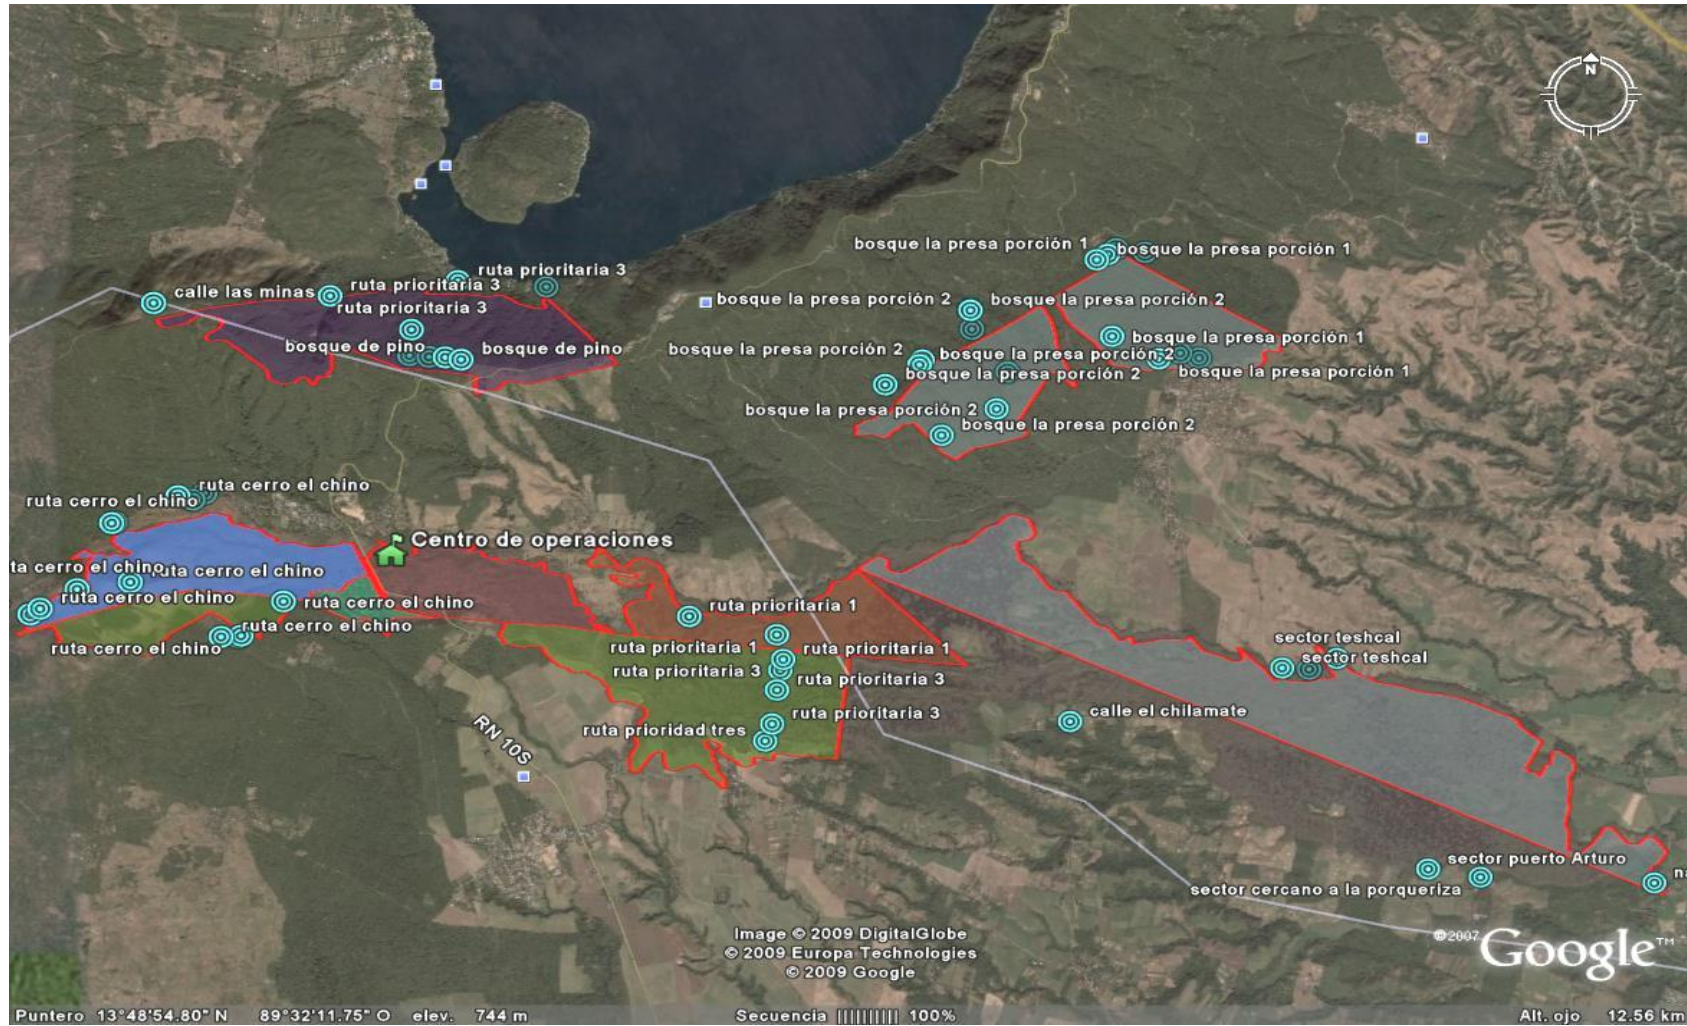 N
bosque la presa porción 1
bosque la presa porción 1
ruta prioritaria 3
calle las minas
ruta prioritaria 3
bosque la presa porción 2
bosque la presa porción 2
ruta prioritaria 3
bosque la presa porción 1
bosque de pino
bosque de pino
bosque la presa porción 2
bosque la presa porción 2
bosque la presa porción 2
bosque la presa porción 1
bosque la presa porción 2
bosque la presa porción 2
ruta cerro el chino
ruta cerro el chino
Centro de operaciones
ta cerro el chino
ruta cerro el chino
ruta cerro el chino
ruta cerro el chino
ruta prioritaria 1
ruta cerro el chino
ruta cerro el chino
ruta prioritaria 1
ruta prioritaria 1
sector teshcal
sector teshcal
ruta prioritaria 3
ruta prioritaria 3
calle el chilamate
ruta prioritaria 3
ruta prioridad tres
RN 10S
sector puerto Arturo
na
sector cercano a la porqueriza
Image © 2009 DigitalGlobe
© 2009 Europa Technologies
© 2009 Google
©2007 Google™
Puntero 13°48'54.80" N 89°32'11.75" O elev. 744 m
Secuencia |||||||||| 100%
Alt. ojo 12.56 km